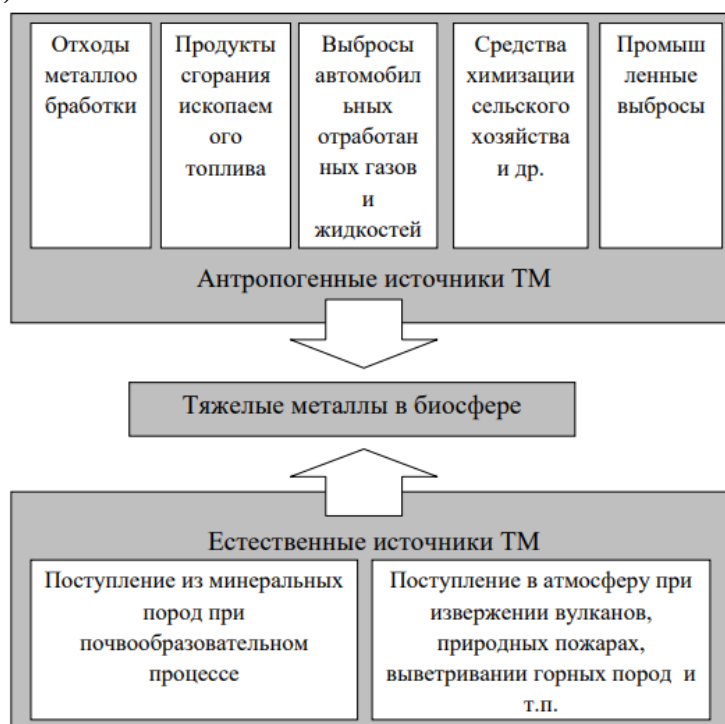 )
Отходы
металлоо
бработки
Продукты
сгорания
ископаем
ого
топлива
Выбросы
автомобил
ьных
отработан
ных газов
и
жидкостей
Средства
химизации
сельского
хозяйства
и др.
Промыш
ленные
выбросы
Антропогенные источники ТМ
Тяжелые металлы в биосфере
Естественные источники ТМ
Поступление из минеральных
пород при
почвообразовательном
процессе
Поступление в атмосферу при
извержении вулканов,
природных пожарах,
выветривании горных пород и
т.п.